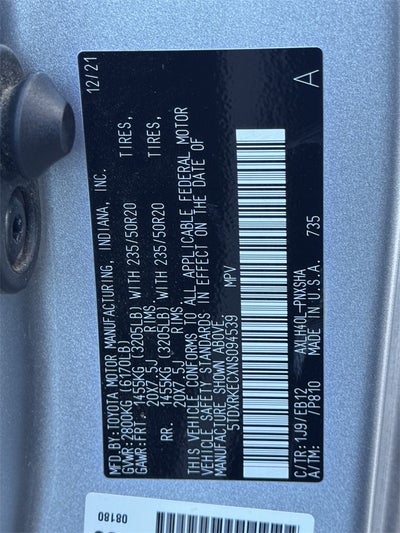 MFD.BY: TOYOTA MOTOR MANUFACTURING, INDIANA, INC. 12/21
GVWR: 2800KG (6170LB)
GAWR:FRT. 1455KG (3205LB) WITH 235/50R20 TIRES,
20X7.5J RIMS
RR. 1455KG (3205LB) WITH 235/50R20 TIRES,
20X7.5J RIMS
THIS VEHICLE CONFORMS TO ALL APPLICABLE FEDERAL MOTOR
VEHICLE SAFETY STANDARDS IN EFFECT ON THE DATE OF
MANUFACTURE SHOWN ABOVE.
5TDXRKECXNS094539 MPV
C/TR:1J9/EB12 AXLH40L-PNXSHA 735 A
A/TM: /P810 MADE IN U.S.A.
08180